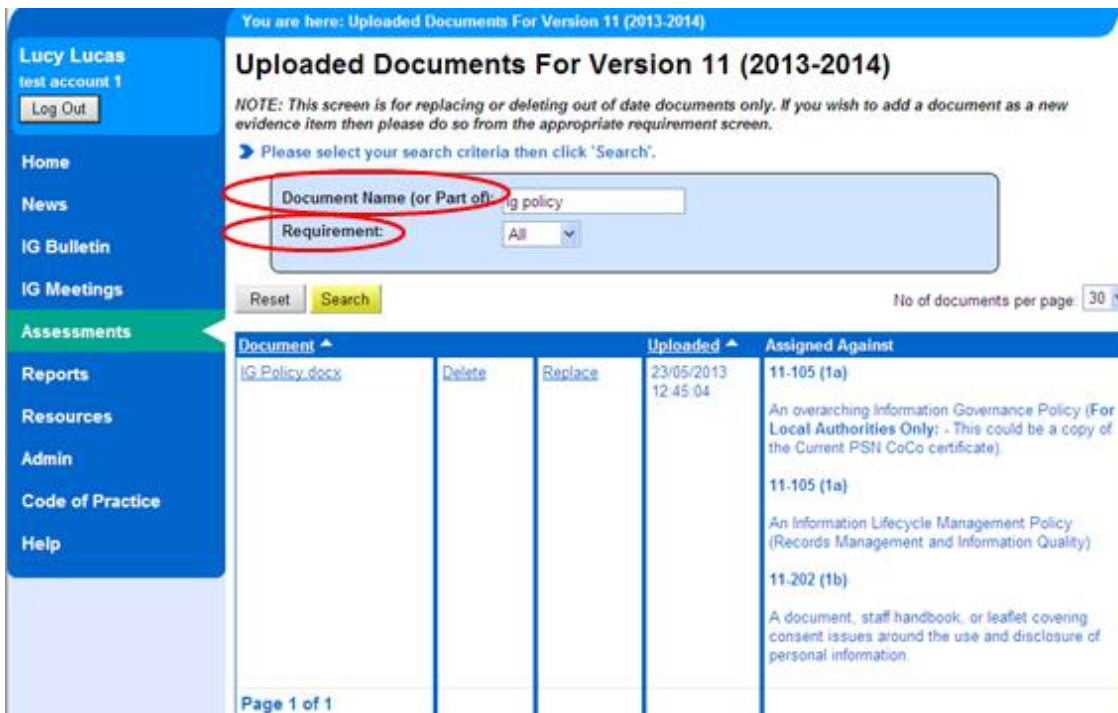 You are here: Uploaded Documents For Version 11 (2013-2014)
Lucy Lucas
test account 1
Log Out
Home
News
IG Bulletin
IG Meetings
Assessments
Reports
Resources
Admin
Code of Practice
Help
Uploaded Documents For Version 11 (2013-2014)
NOTE: This screen is for replacing or deleting out of date documents only. If you wish to add a document as a new
evidence item then please do so from the appropriate requirement screen.
Please select your search criteria then click 'Search'.
Document Name (or Part of): ig policy
Requirement: All
Reset Search No of documents per page: 30
Document Uploaded Assigned Against
IG Policy.docx Delete Replace 23/05/2013
12:45:04
11-105 (1a)
An overarching Information Governance Policy (For
Local Authorities Only: - This could be a copy of
the Current PSN CoCo certificate).
11-105 (1a)
An Information Lifecycle Management Policy
(Records Management and Information Quality)
11-202 (1b)
A document, staff handbook, or leaflet covering
consent issues around the use and disclosure of
personal information.
Page 1 of 1